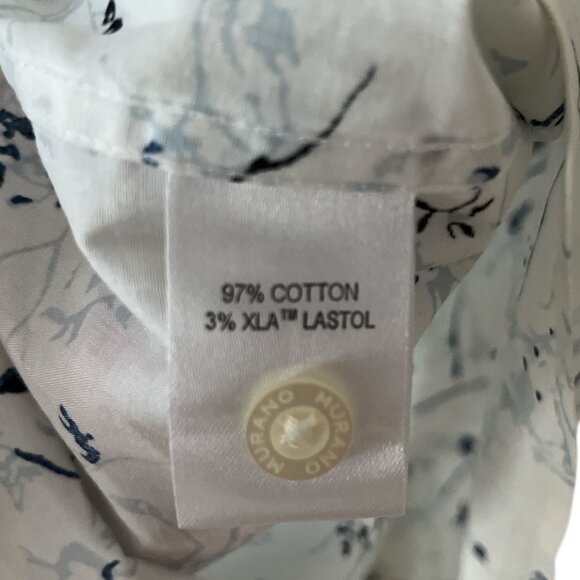 97% COTTON
3% XLA™ LASTOL
MURANO MURANO